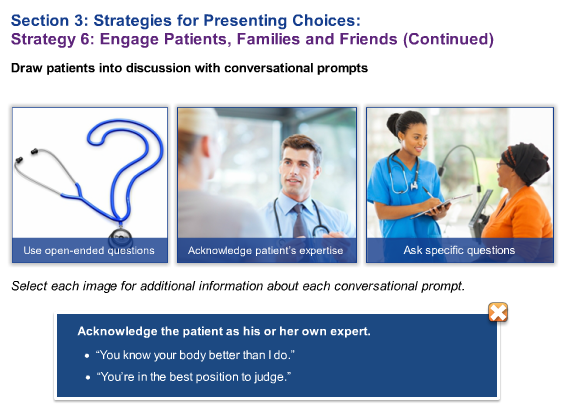 Section 3: Strategies for Presenting Choices:
Strategy 6: Engage Patients, Families and Friends (Continued)
Draw patients into discussion with conversational prompts
Use open-ended questions
Acknowledge patient's expertise
Ask specific questions
Select each image for additional information about each conversational prompt.
Acknowledge the patient as his or her own expert.
• “You know your body better than I do.”
• “You’re in the best position to judge.”